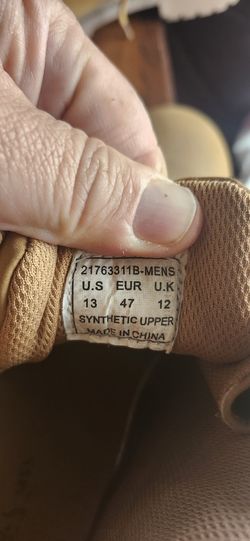 21763311B-MENS
U.S EUR U.K
13 47 12
SYNTHETIC UPPER
MADE IN CHINA